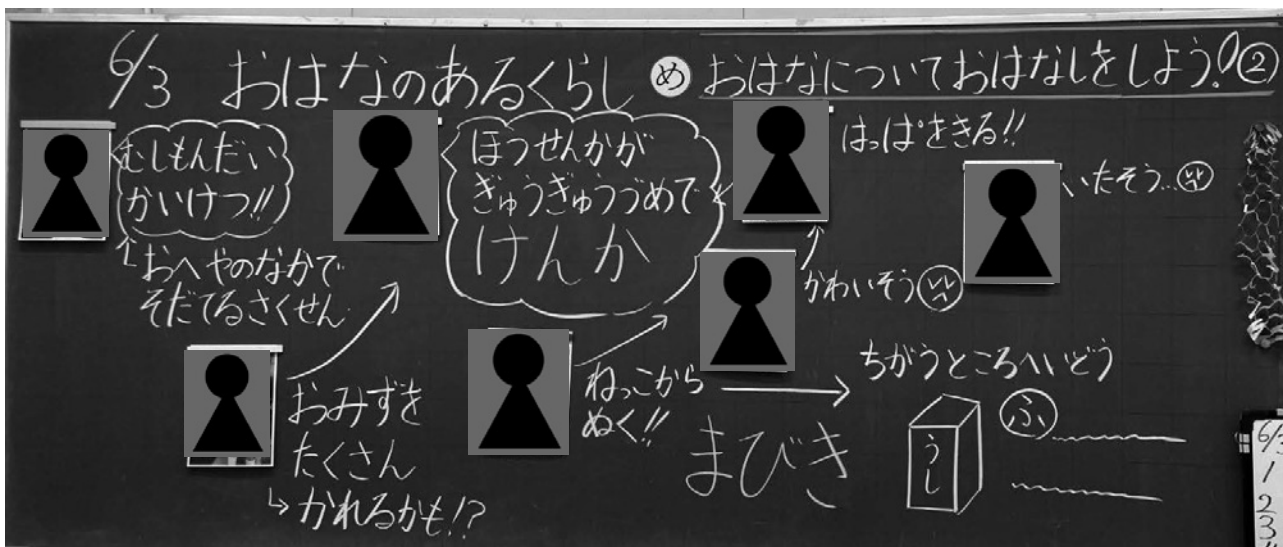 6/3 おはなのあるくらし め おはなについておはなしをしよう!②
むしもんだい
かいけつ!!
おへやのなかで
そだてるさくせん
おみずを
たくさん
かれるかも!?
ほうせんかが
ぎゅうぎゅうづめで
けんか
ねっこから
ぬく!!
かわいそう
はっぱをきる!!
いたそう…
まびき
ちがうところへいどう
うし
ふ
6/3
1
2
3